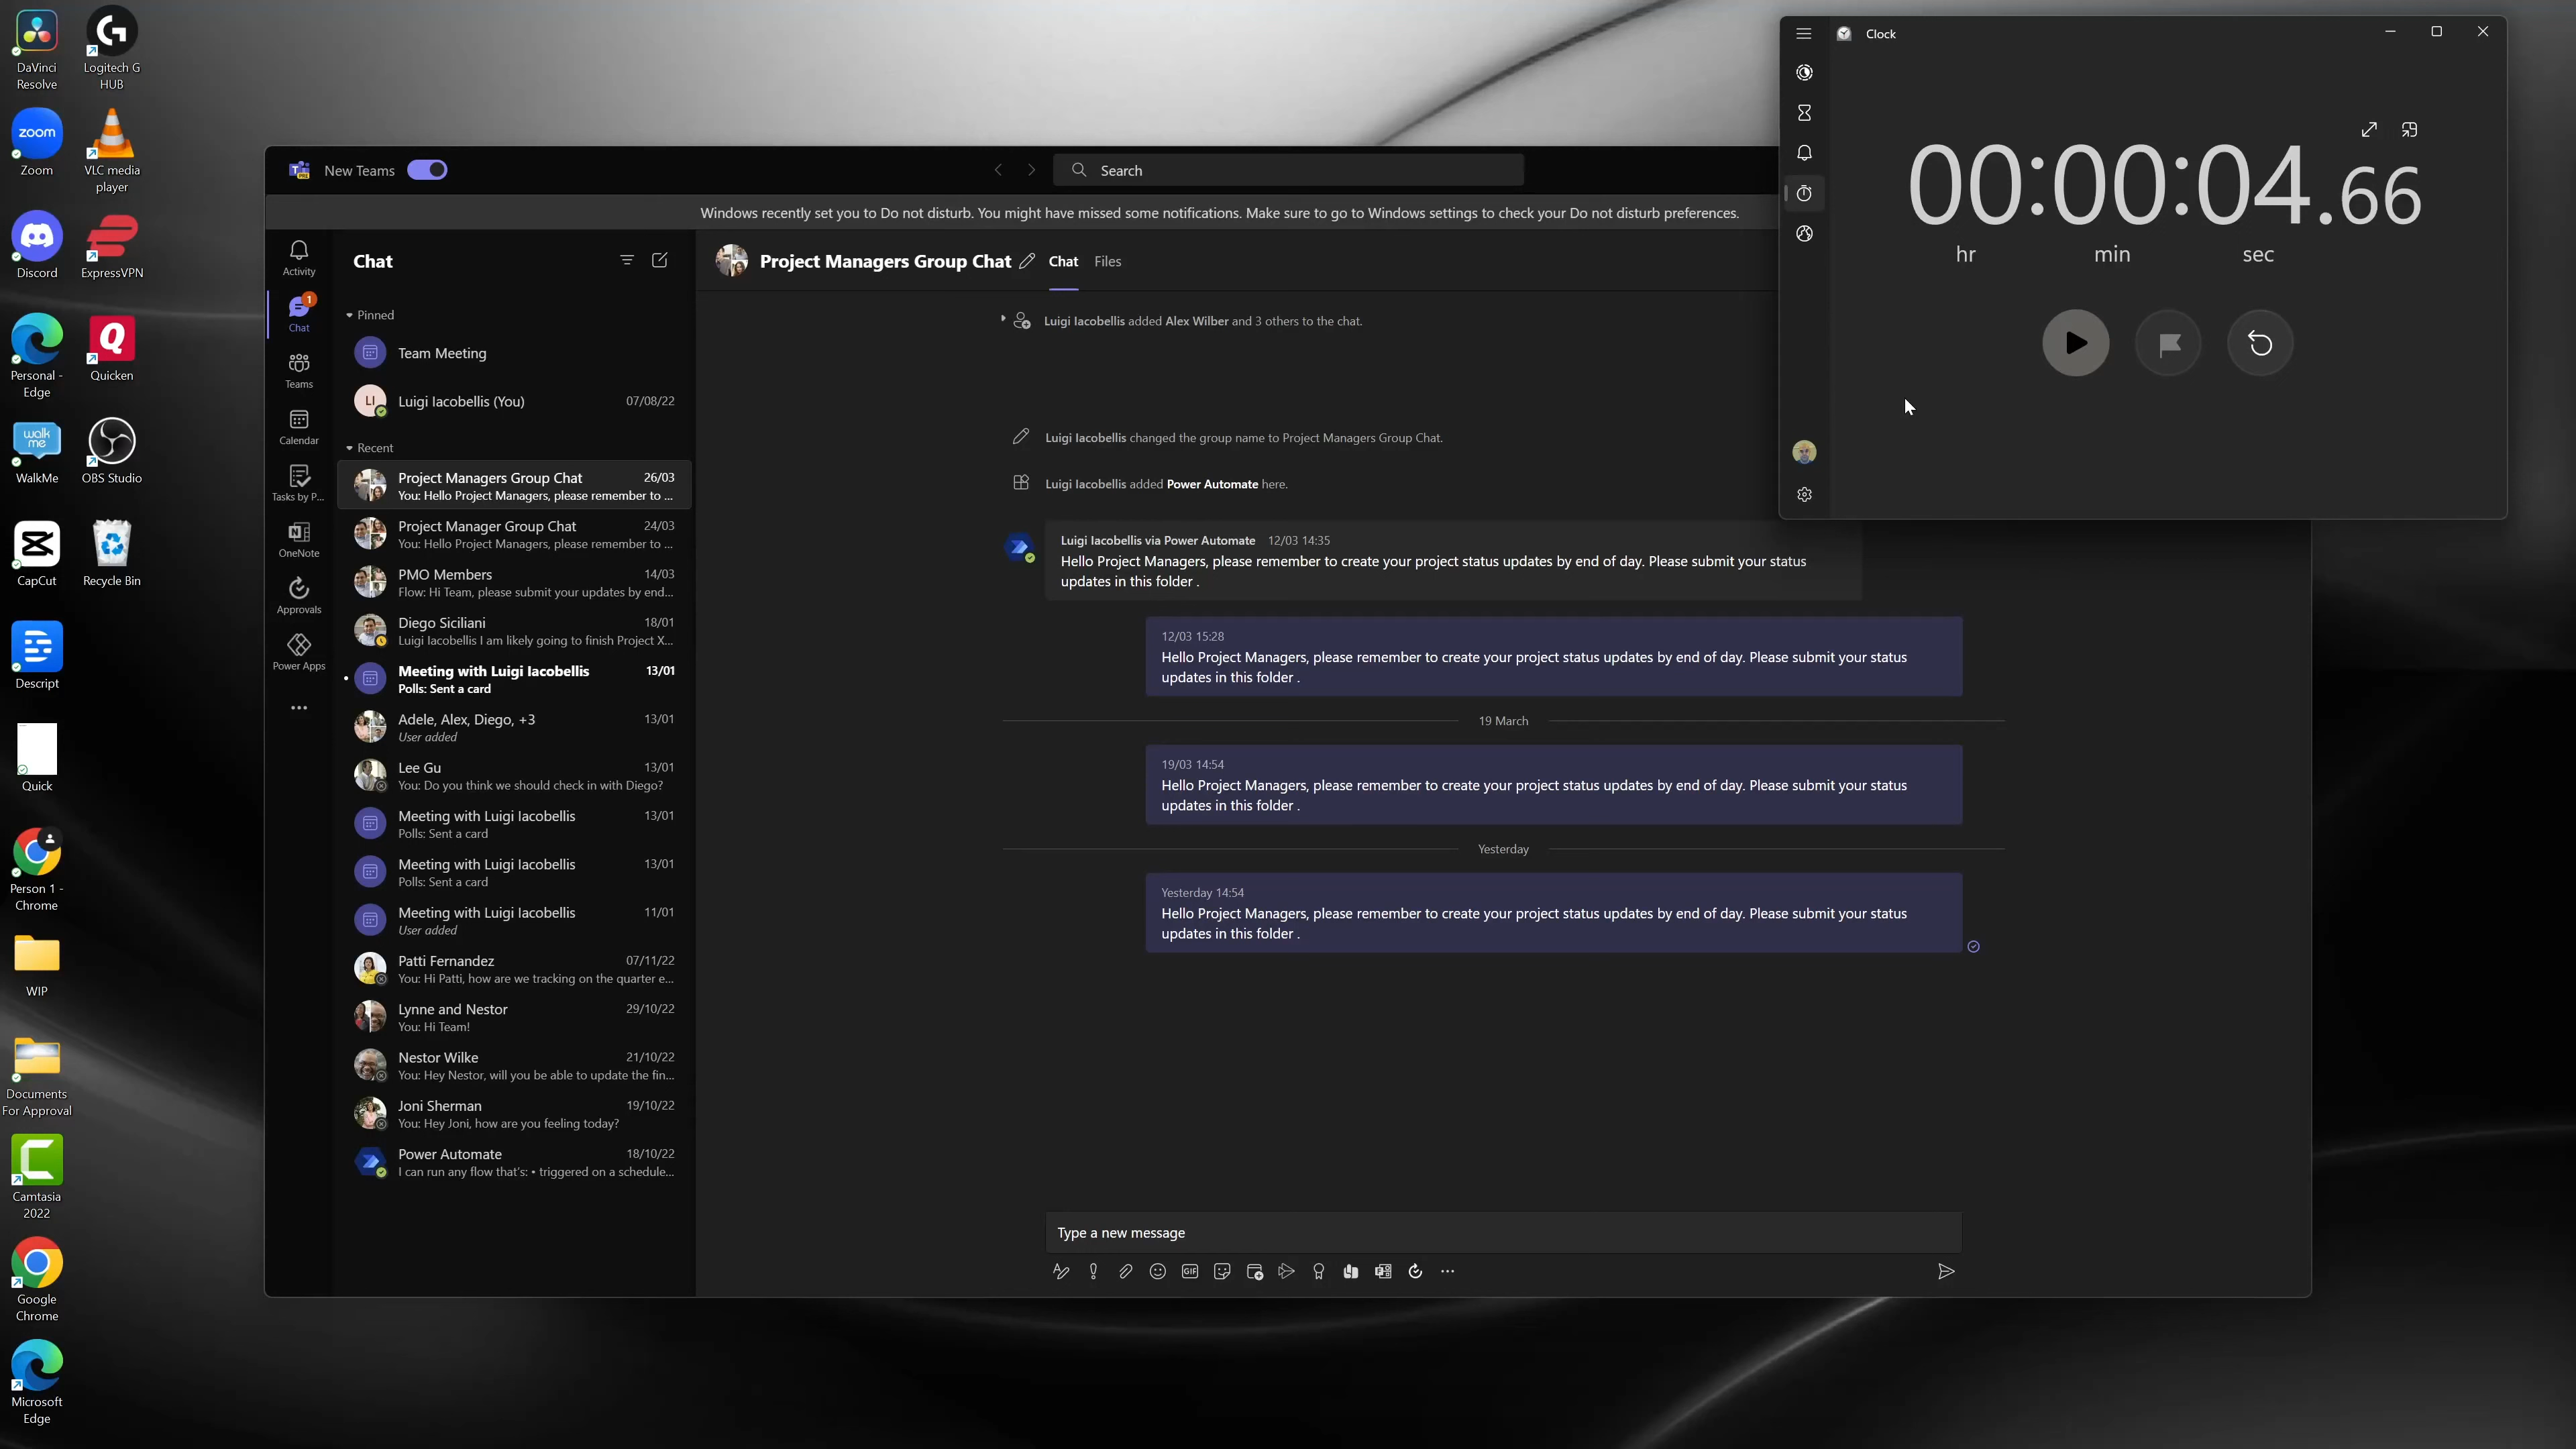 DaVinci
Resolve
Logitech G
HUB
zoom
Zoom
VLC media
player
Discord
ExpressVPN
Personal -
Edge
Q
Quicken
walk
me
WalkMe
OBS Studio
CapCut
Recycle Bin
Descript
Quick
Person 1 -
Chrome
WIP
Documents
For Approval
Camtasia
2022
Google
Chrome
Microsoft
Edge
New Teams
Search
Windows recently set you to Do not disturb. You might have missed some notifications. Make sure to go to Windows settings to check your Do not disturb preferences.
Activity
1
Chat
Teams
Calendar
Tasks by P...
OneNote
Approvals
Power Apps
Chat
Pinned
Team Meeting
LI
Luigi Iacobellis (You) 07/08/22
Recent
Project Managers Group Chat 26/03
You: Hello Project Managers, please remember to ...
Project Manager Group Chat 24/03
You: Hello Project Managers, please remember to ...
PMO Members 14/03
Flow: Hi Team, please submit your updates by end...
Diego Siciliani 18/01
Luigi Iacobellis I am likely going to finish Project X...
Meeting with Luigi Iacobellis 13/01
Polls: Sent a card
Adele, Alex, Diego, +3 13/01
User added
Lee Gu 13/01
You: Do you think we should check in with Diego?
Meeting with Luigi Iacobellis 13/01
Polls: Sent a card
Meeting with Luigi Iacobellis 13/01
Polls: Sent a card
Meeting with Luigi Iacobellis 11/01
User added
Patti Fernandez 07/11/22
You: Hi Patti, how are we tracking on the quarter e...
Lynne and Nestor 29/10/22
You: Hi Team!
Nestor Wilke 21/10/22
You: Hey Nestor, will you be able to update the fin...
Joni Sherman 19/10/22
You: Hey Joni, how are you feeling today?
Power Automate 18/10/22
I can run any flow that's: • triggered on a schedule...
Project Managers Group Chat Chat Files
Luigi Iacobellis added Alex Wilber and 3 others to the chat.
Luigi Iacobellis changed the group name to Project Managers Group Chat.
Luigi Iacobellis added Power Automate here.
Luigi Iacobellis via Power Automate 12/03 14:35
Hello Project Managers, please remember to create your project status updates by end of day. Please submit your status
updates in this folder .
12/03 15:28
Hello Project Managers, please remember to create your project status updates by end of day. Please submit your status
updates in this folder .
19 March
19/03 14:54
Hello Project Managers, please remember to create your project status updates by end of day. Please submit your status
updates in this folder .
Yesterday
Yesterday 14:54
Hello Project Managers, please remember to create your project status updates by end of day. Please submit your status
updates in this folder .
Type a new message
GIF
Clock
00:00:04.66
hr min sec